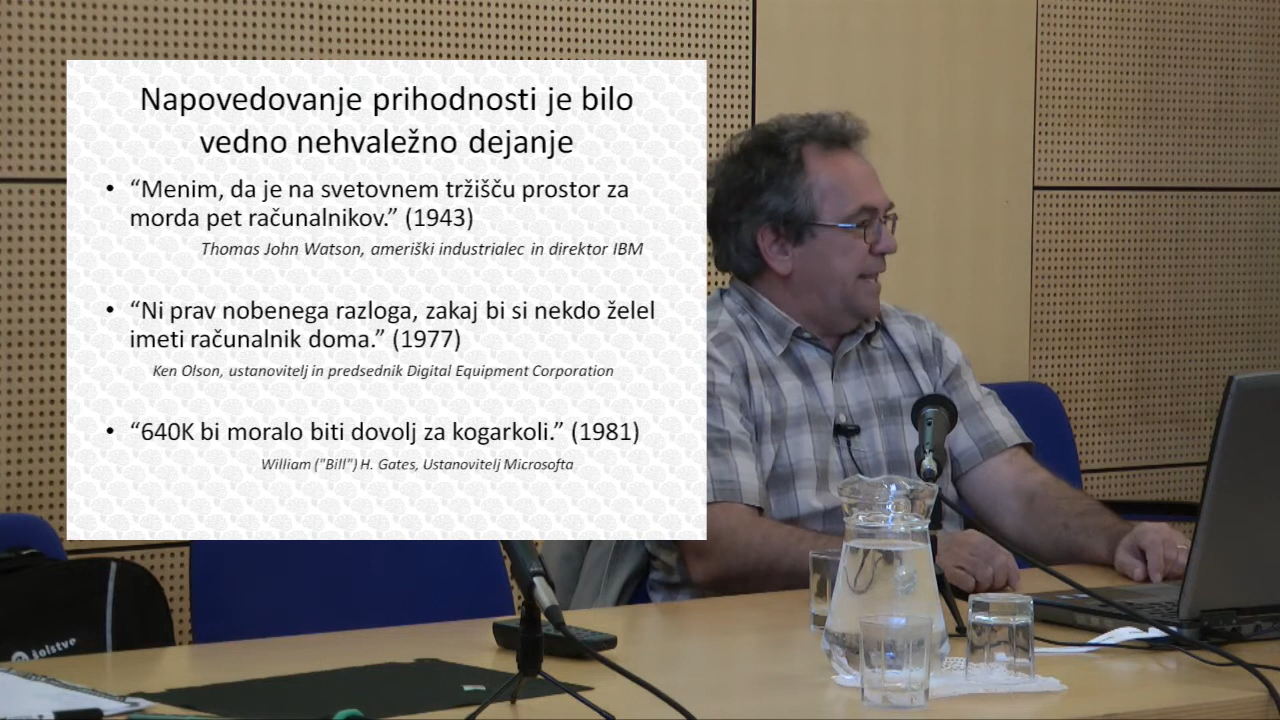 Napovedovanje prihodnosti je bilo
vedno nehvaležno dejanje
• “Menim, da je na svetovnem tržišču prostor za
morda pet računalnikov.” (1943)
Thomas John Watson, ameriški industrialec in direktor IBM
• “Ni prav nobenega razloga, zakaj bi si nekdo želel
imeti računalnik doma.” (1977)
Ken Olson, ustanovitelj in predsednik Digital Equipment Corporation
• “640K bi moralo biti dovolj za kogarkoli.” (1981)
William ("Bill") H. Gates, Ustanovitelj Microsofta
šolstvo